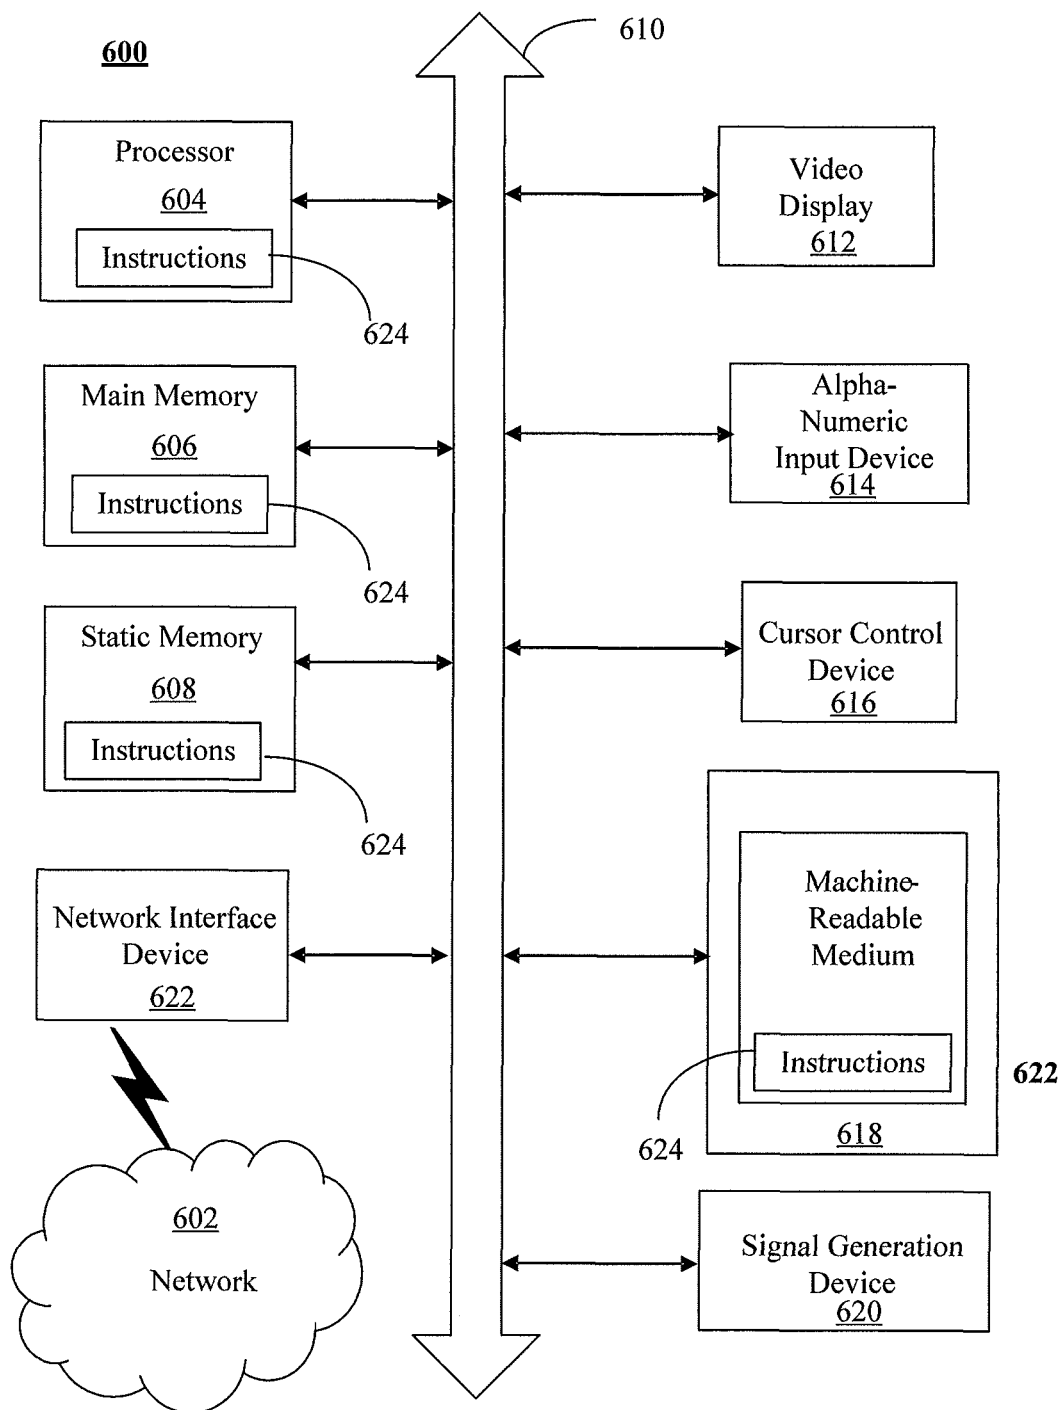 600
610
Processor
604
Instructions
624
Main Memory
606
Instructions
624
Static Memory
608
Instructions
624
Network Interface
Device
622
602
Network
Video
Display
612
Alpha-
Numeric
Input Device
614
Cursor Control
Device
616
Machine-
Readable
Medium
Instructions
624
618
622
Signal Generation
Device
620